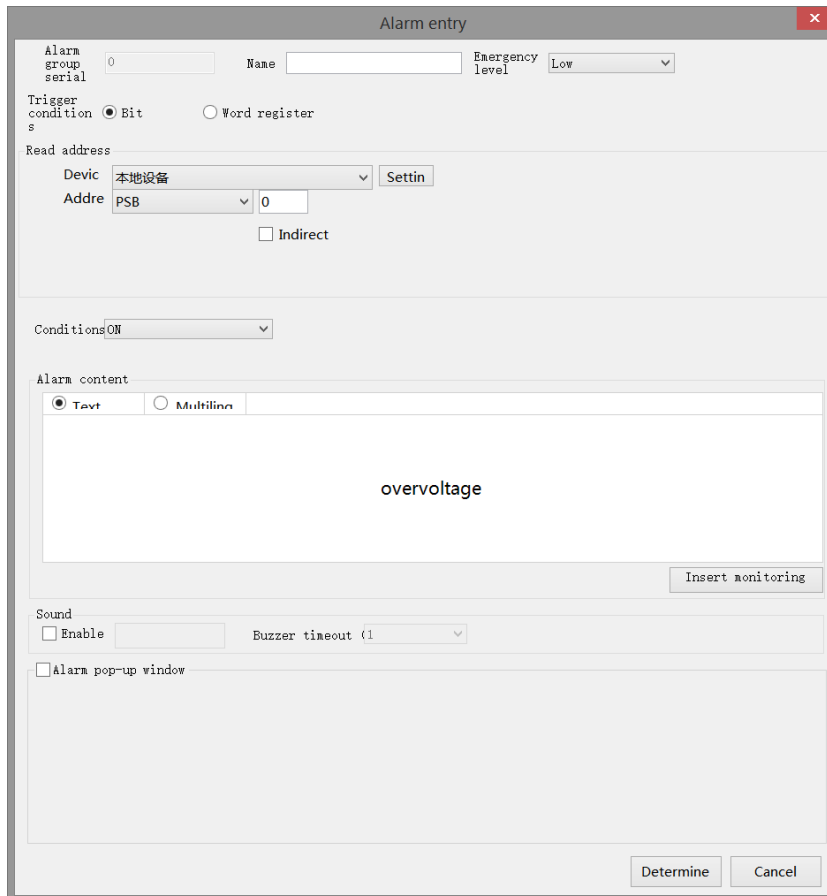 Alarm entry
Alarm
group
serial
0
Name
Emergency
level
Low
Trigger
condition
s
Bit
Word register
Read address
Devic
本地设备
Settin
Addre
PSB
0
Indirect
Conditions
ON
Alarm content
Text
Multiling
overvoltage
Insert monitoring
Sound
Enable
Buzzer timeout (
1
Alarm pop-up window
Determine
Cancel